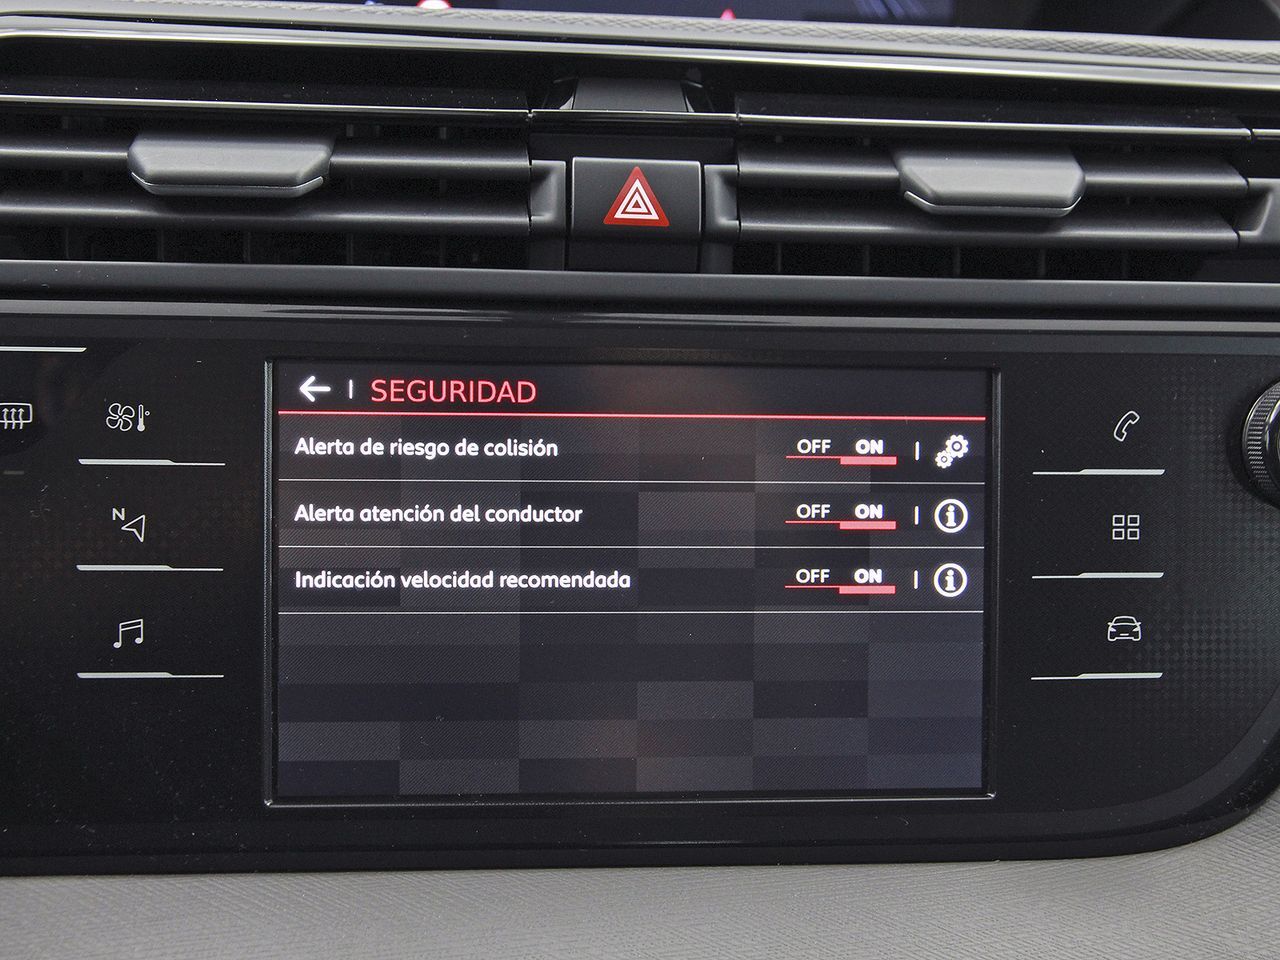 SEGURIDAD
Alerta de riesgo de colisión OFF ON
Alerta atención del conductor OFF ON
N
Indicación velocidad recomendada OFF ON